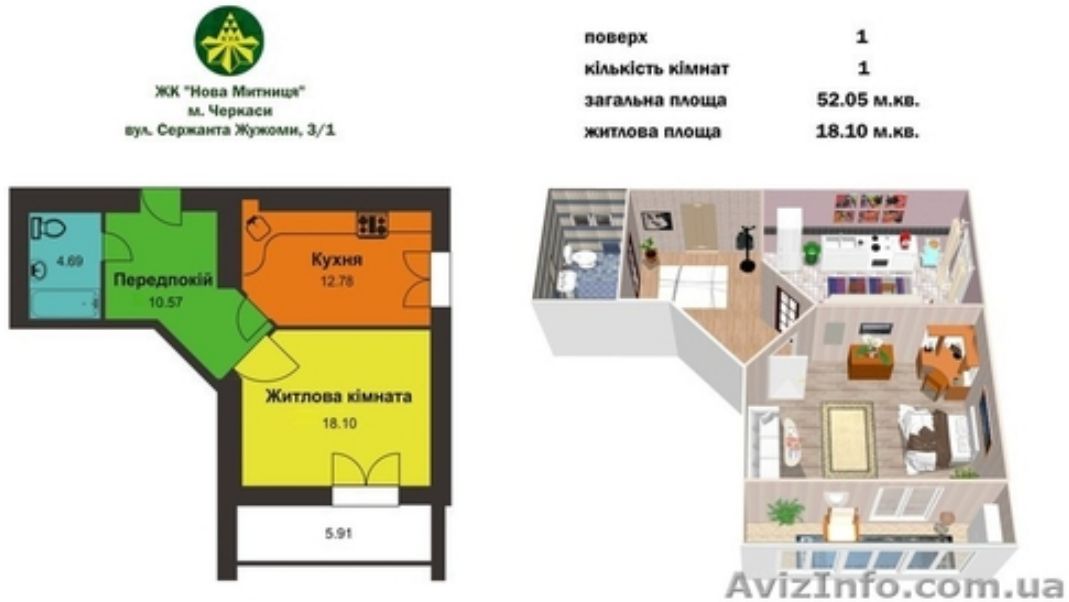 ЖК "Нова Митниця"
м. Черкаси
вул. Сержанта Жужоми, 3/1
поверх 1
кількість кімнат 1
загальна площа 52.05 м.кв.
житлова площа 18.10 м.кв.
4.69
Передпокій
10.57
Кухня
12.78
Житлова кімната
18.10
5.91
AvizInfo.com.ua